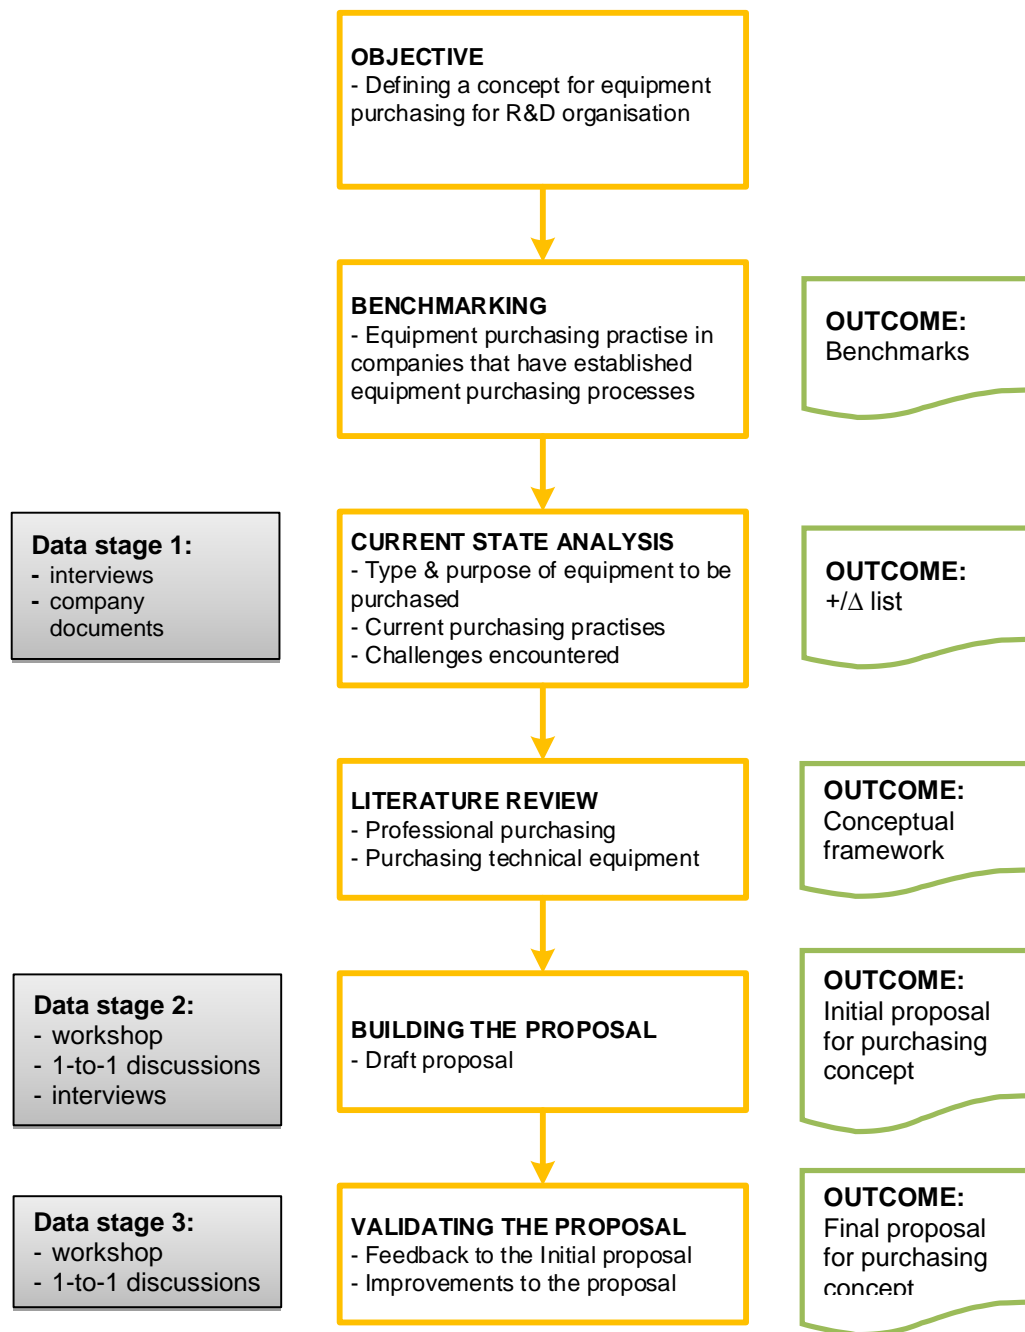 OBJECTIVE
- Defining a concept for equipment
purchasing for R&D organisation
BENCHMARKING
- Equipment purchasing practise in
companies that have established
equipment purchasing processes
OUTCOME:
Benchmarks
Data stage 1:
- interviews
- company
documents
CURRENT STATE ANALYSIS
- Type & purpose of equipment to be
purchased
- Current purchasing practises
- Challenges encountered
OUTCOME:
+/Δ list
LITERATURE REVIEW
- Professional purchasing
- Purchasing technical equipment
OUTCOME:
Conceptual
framework
Data stage 2:
- workshop
- 1-to-1 discussions
- interviews
BUILDING THE PROPOSAL
- Draft proposal
OUTCOME:
Initial proposal
for purchasing
concept
Data stage 3:
- workshop
- 1-to-1 discussions
VALIDATING THE PROPOSAL
- Feedback to the Initial proposal
- Improvements to the proposal
OUTCOME:
Final proposal
for purchasing
concept